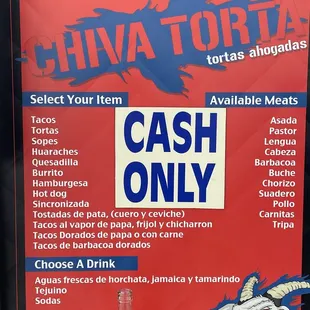 CHIVA TORTA
tortas ahogadas
Select Your Item
Tacos
Tortas
Sopes
Huaraches
Quesadilla
Burrito
Hamburgesa
Hot dog
Sincronizada
Tostadas de pata, (cuero y ceviche)
Tacos al vapor de papa, frijol y chicharron
Tacos Dorados de papa o con carne
Tacos de barbacoa dorados
CASH
ONLY
Available Meats
Asada
Pastor
Lengua
Cabeza
Barbacoa
Buche
Chorizo
Suadero
Pollo
Carnitas
Tripa
Choose A Drink
Aguas frescas de horchata, jamaica y tamarindo
Tejuino
Sodas